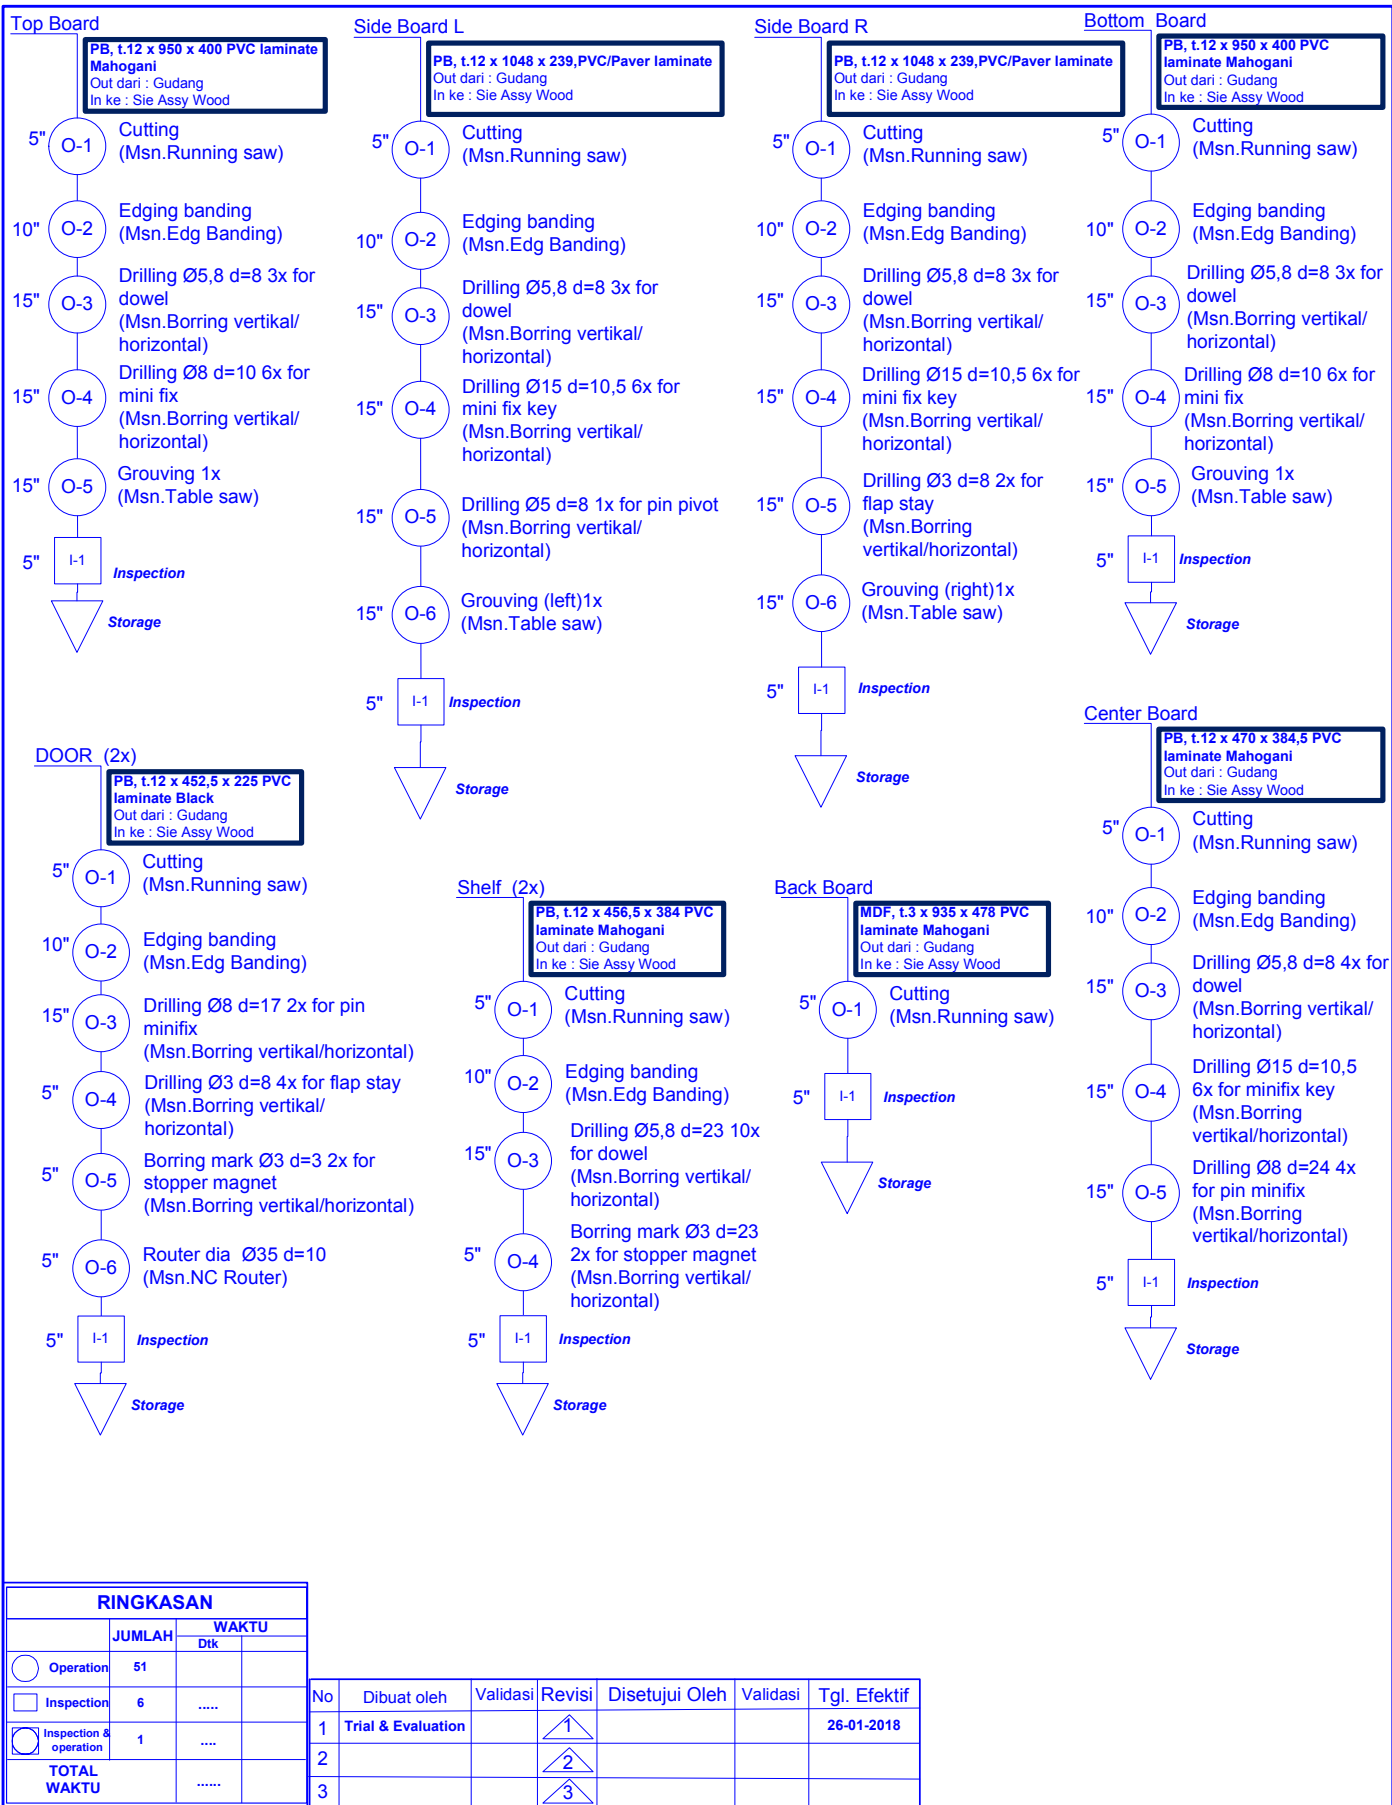 Top Board
PB, t.12 x 950 x 400 PVC laminate
Mahogani
Out dari : Gudang
In ke : Sie Assy Wood
5"
O-1
Cutting
(Msn.Running saw)
10"
O-2
Edging banding
(Msn.Edg Banding)
15"
O-3
Drilling Ø5,8 d=8 3x for
dowel
(Msn.Borring vertikal/
horizontal)
15"
O-4
Drilling Ø8 d=10 6x for
mini fix
(Msn.Borring vertikal/
horizontal)
15"
O-5
Grouving 1x
(Msn.Table saw)
5"
I-1
Inspection
Storage
Side Board L
PB, t.12 x 1048 x 239,PVC/Paver laminate
Out dari : Gudang
In ke : Sie Assy Wood
5"
O-1
Cutting
(Msn.Running saw)
10"
O-2
Edging banding
(Msn.Edg Banding)
15"
O-3
Drilling Ø5,8 d=8 3x for
dowel
(Msn.Borring vertikal/
horizontal)
15"
O-4
Drilling Ø15 d=10,5 6x for
mini fix key
(Msn.Borring vertikal/
horizontal)
15"
O-5
Drilling Ø5 d=8 1x for pin pivot
(Msn.Borring vertikal/
horizontal)
15"
O-6
Grouving (left)1x
(Msn.Table saw)
5"
I-1
Inspection
Storage
Side Board R
PB, t.12 x 1048 x 239,PVC/Paver laminate
Out dari : Gudang
In ke : Sie Assy Wood
5"
O-1
Cutting
(Msn.Running saw)
10"
O-2
Edging banding
(Msn.Edg Banding)
15"
O-3
Drilling Ø5,8 d=8 3x for
dowel
(Msn.Borring vertikal/
horizontal)
15"
O-4
Drilling Ø15 d=10,5 6x for
mini fix key
(Msn.Borring vertikal/
horizontal)
15"
O-5
Drilling Ø3 d=8 2x for
flap stay
(Msn.Borring
vertikal/horizontal)
15"
O-6
Grouving (right)1x
(Msn.Table saw)
5"
I-1
Inspection
Storage
Bottom Board
PB, t.12 x 950 x 400 PVC
laminate Mahogani
Out dari : Gudang
In ke : Sie Assy Wood
5"
O-1
Cutting
(Msn.Running saw)
10"
O-2
Edging banding
(Msn.Edg Banding)
15"
O-3
Drilling Ø5,8 d=8 3x for
dowel
(Msn.Borring vertikal/
horizontal)
15"
O-4
Drilling Ø8 d=10 6x for
mini fix
(Msn.Borring vertikal/
horizontal)
15"
O-5
Grouving 1x
(Msn.Table saw)
5"
I-1
Inspection
Storage
DOOR (2x)
PB, t.12 x 452,5 x 225 PVC
laminate Black
Out dari : Gudang
In ke : Sie Assy Wood
5"
O-1
Cutting
(Msn.Running saw)
10"
O-2
Edging banding
(Msn.Edg Banding)
15"
O-3
Drilling Ø8 d=17 2x for pin
minifix
(Msn.Borring vertikal/horizontal)
5"
O-4
Drilling Ø3 d=8 4x for flap stay
(Msn.Borring vertikal/
horizontal)
5"
O-5
Borring mark Ø3 d=3 2x for
stopper magnet
(Msn.Borring vertikal/horizontal)
5"
O-6
Router dia Ø35 d=10
(Msn.NC Router)
5"
I-1
Inspection
Storage
Shelf (2x)
PB, t.12 x 456,5 x 384 PVC
laminate Mahogani
Out dari : Gudang
In ke : Sie Assy Wood
5"
O-1
Cutting
(Msn.Running saw)
10"
O-2
Edging banding
(Msn.Edg Banding)
15"
O-3
Drilling Ø5,8 d=23 10x
for dowel
(Msn.Borring vertikal/
horizontal)
5"
O-4
Borring mark Ø3 d=23
2x for stopper magnet
(Msn.Borring vertikal/
horizontal)
5"
I-1
Inspection
Storage
Back Board
MDF, t.3 x 935 x 478 PVC
laminate Mahogani
Out dari : Gudang
In ke : Sie Assy Wood
5"
O-1
Cutting
(Msn.Running saw)
5"
I-1
Inspection
Storage
Center Board
PB, t.12 x 470 x 384,5 PVC
laminate Mahogani
Out dari : Gudang
In ke : Sie Assy Wood
5"
O-1
Cutting
(Msn.Running saw)
10"
O-2
Edging banding
(Msn.Edg Banding)
15"
O-3
Drilling Ø5,8 d=8 4x for
dowel
(Msn.Borring vertikal/
horizontal)
15"
O-4
Drilling Ø15 d=10,5
6x for minifix key
(Msn.Borring
vertikal/horizontal)
15"
O-5
Drilling Ø8 d=24 4x
for pin minifix
(Msn.Borring
vertikal/horizontal)
5"
I-1
Inspection
Storage
RINGKASAN
JUMLAH WAKTU
Dtk
Operation 51
Inspection 6 .....
Inspection &
operation 1 ....
TOTAL
WAKTU ......
No Dibuat oleh Validasi Revisi Disetujui Oleh Validasi Tgl. Efektif
1 Trial & Evaluation 1 26-01-2018
2 2
3 3